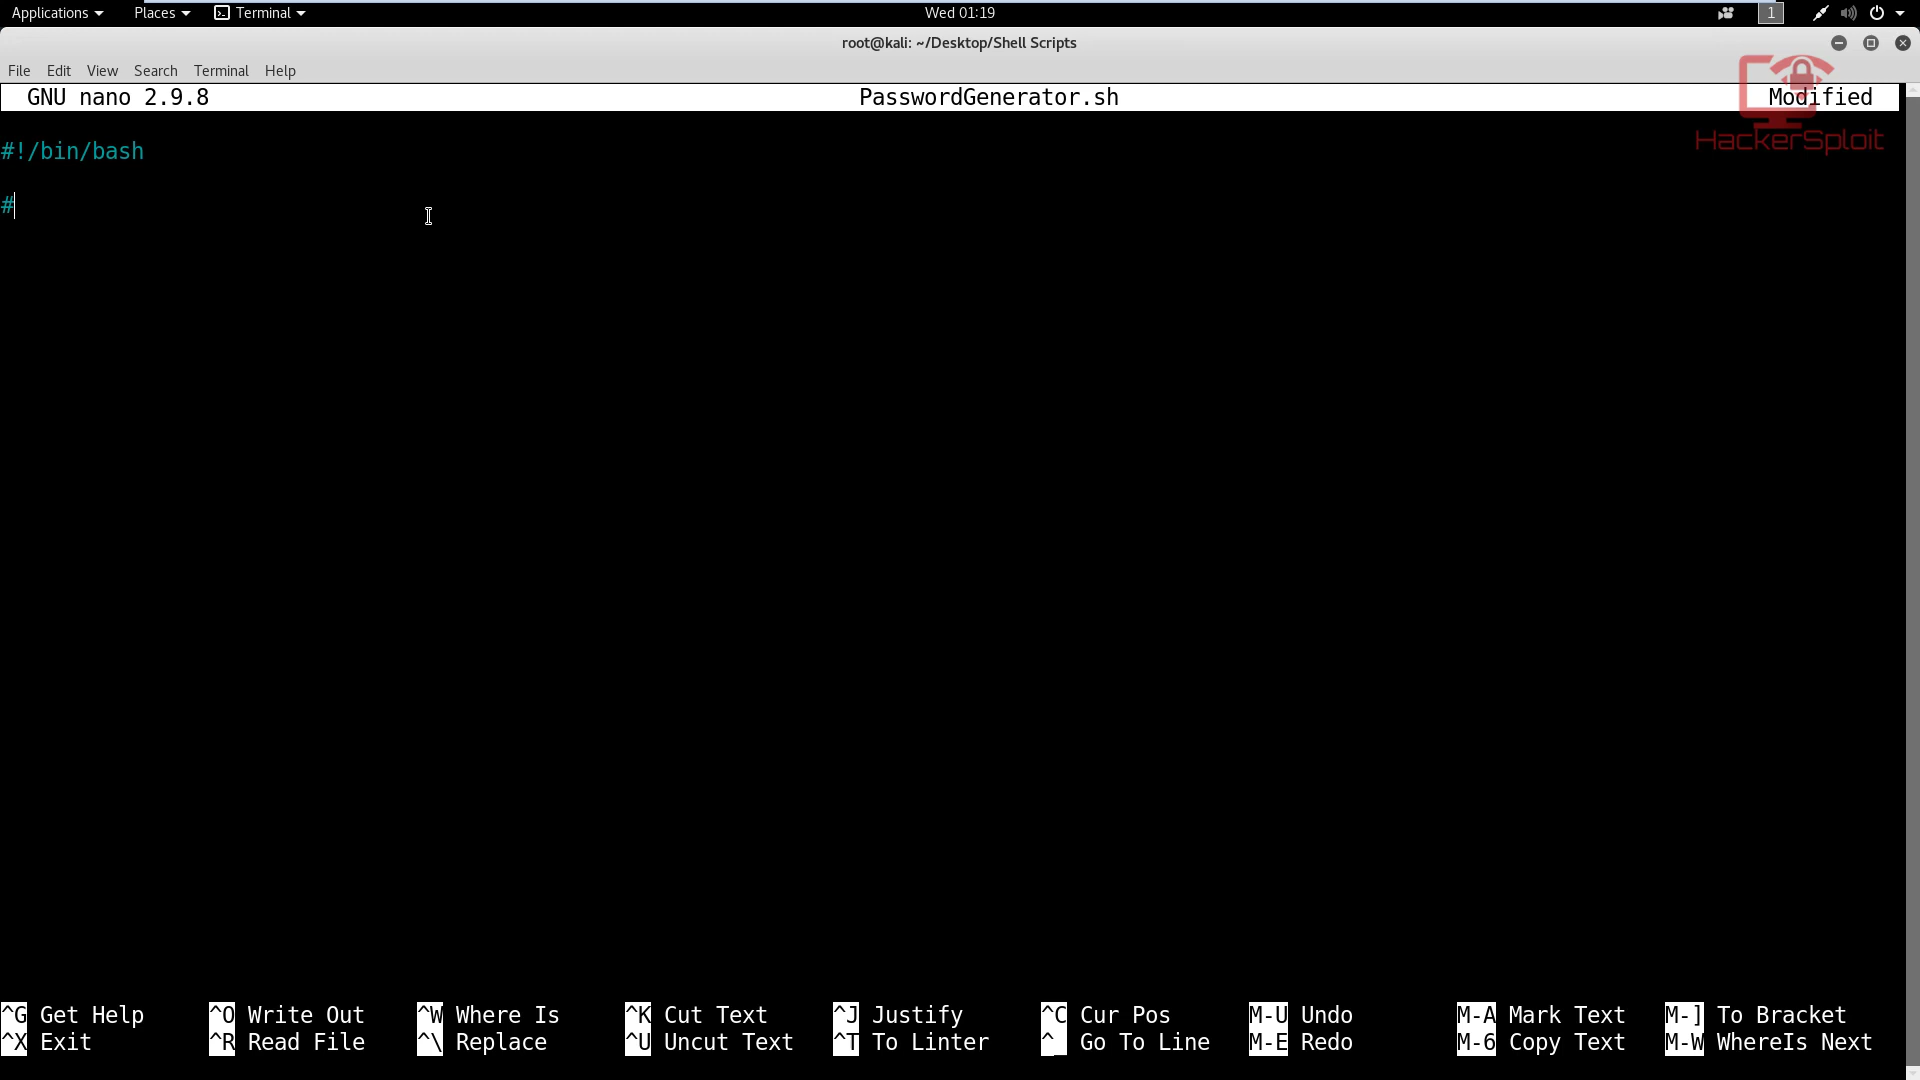 Applications Places Terminal Wed 01:19 1
root@kali: ~/Desktop/Shell Scripts
File Edit View Search Terminal Help
GNU nano 2.9.8 PasswordGenerator.sh Modified
HackerSploit
#!/bin/bash
#
^G Get Help ^O Write Out ^W Where Is ^K Cut Text ^J Justify ^C Cur Pos M-U Undo M-A Mark Text M-] To Bracket
^X Exit ^R Read File ^\ Replace ^U Uncut Text ^T To Linter ^_ Go To Line M-E Redo M-6 Copy Text M-W WhereIs Next